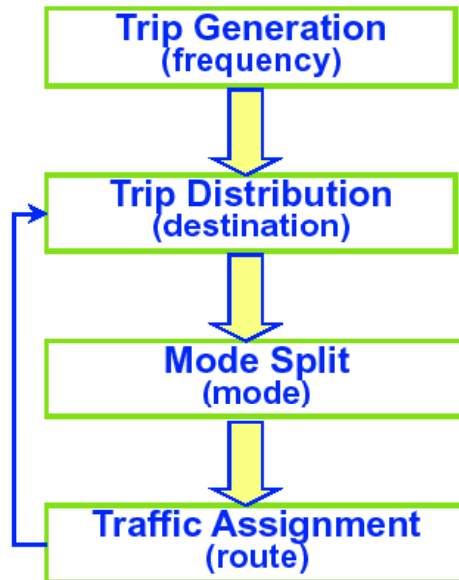 Trip Generation
(frequency)
Trip Distribution
(destination)
Mode Split
(mode)
Traffic Assignment
(route)